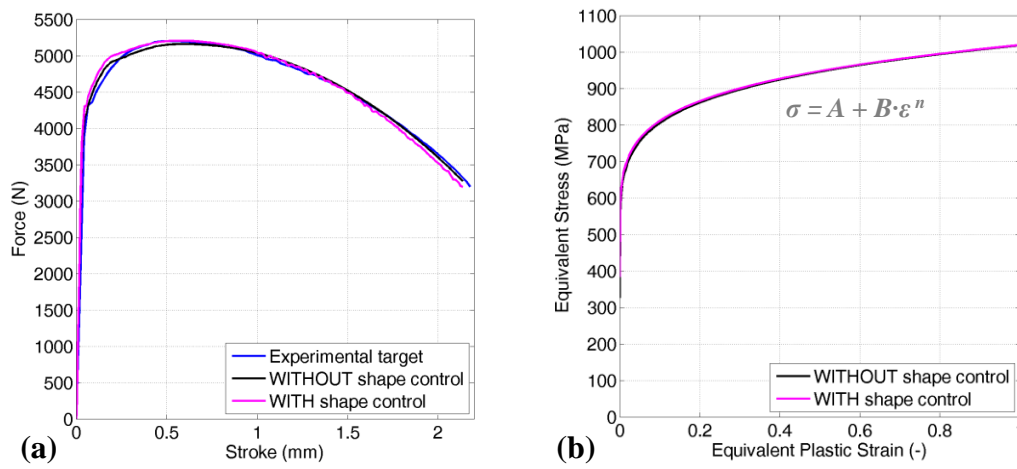 5500
5000
4500
4000
3500
3000
2500
2000
1500
1000
500
0
Force (N)
0
0.5
1
1.5
2
Stroke (mm)
Experimental target
WITHOUT shape control
WITH shape control
(a)
1100
1000
900
800
700
600
500
400
300
200
100
0
Equivalent Stress (MPa)
σ = A + B·ε n
0
0.2
0.4
0.6
0.8
Equivalent Plastic Strain (-)
WITHOUT shape control
WITH shape control
(b)